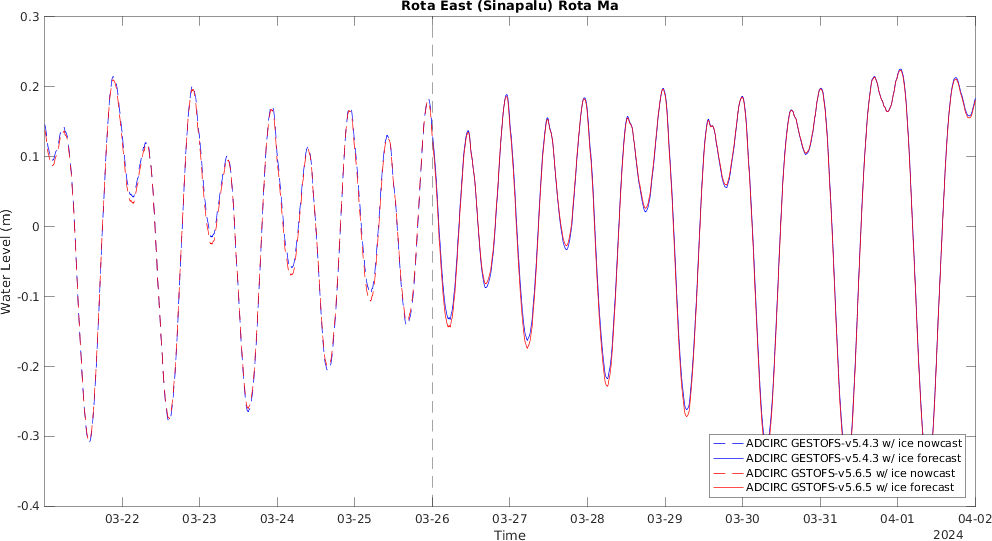 Rota East (Sinapalu) Rota Ma
0.3
0.2
0.1
0
-0.1
-0.2
-0.3
-0.4
Water Level (m)
ADCIRC GESTOFS-v5.4.3 w/ ice nowcast
ADCIRC GESTOFS-v5.4.3 w/ ice forecast
ADCIRC GSTOFS-v5.6.5 w/ ice nowcast
ADCIRC GSTOFS-v5.6.5 w/ ice forecast
03-22 03-23 03-24 03-25 03-26 03-27 03-28 03-29 03-30 03-31 04-01 04-02
Time 2024